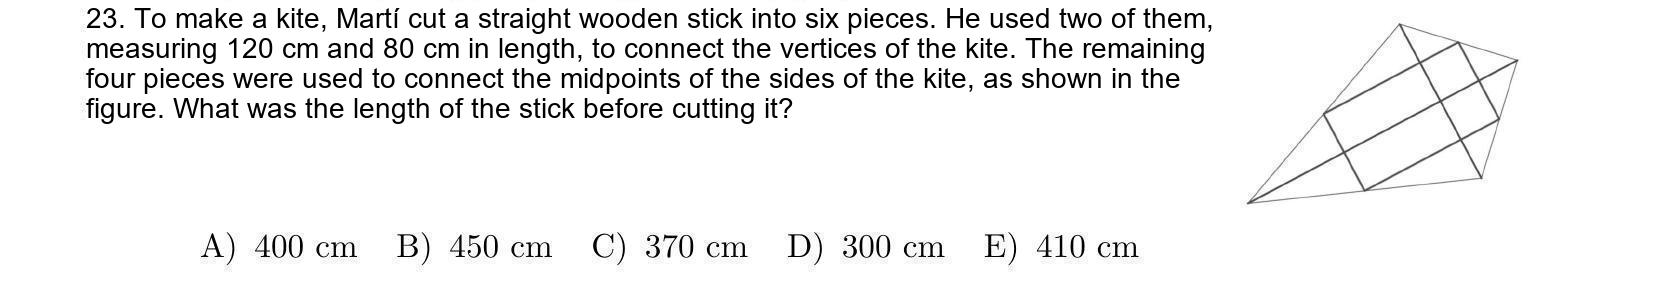 23. To make a kite, Martí cut a straight wooden stick into six pieces. He used two of them,
measuring 120 cm and 80 cm in length, to connect the vertices of the kite. The remaining
four pieces were used to connect the midpoints of the sides of the kite, as shown in the
figure. What was the length of the stick before cutting it?
A) 400 cm B) 450 cm C) 370 cm D) 300 cm E) 410 cm